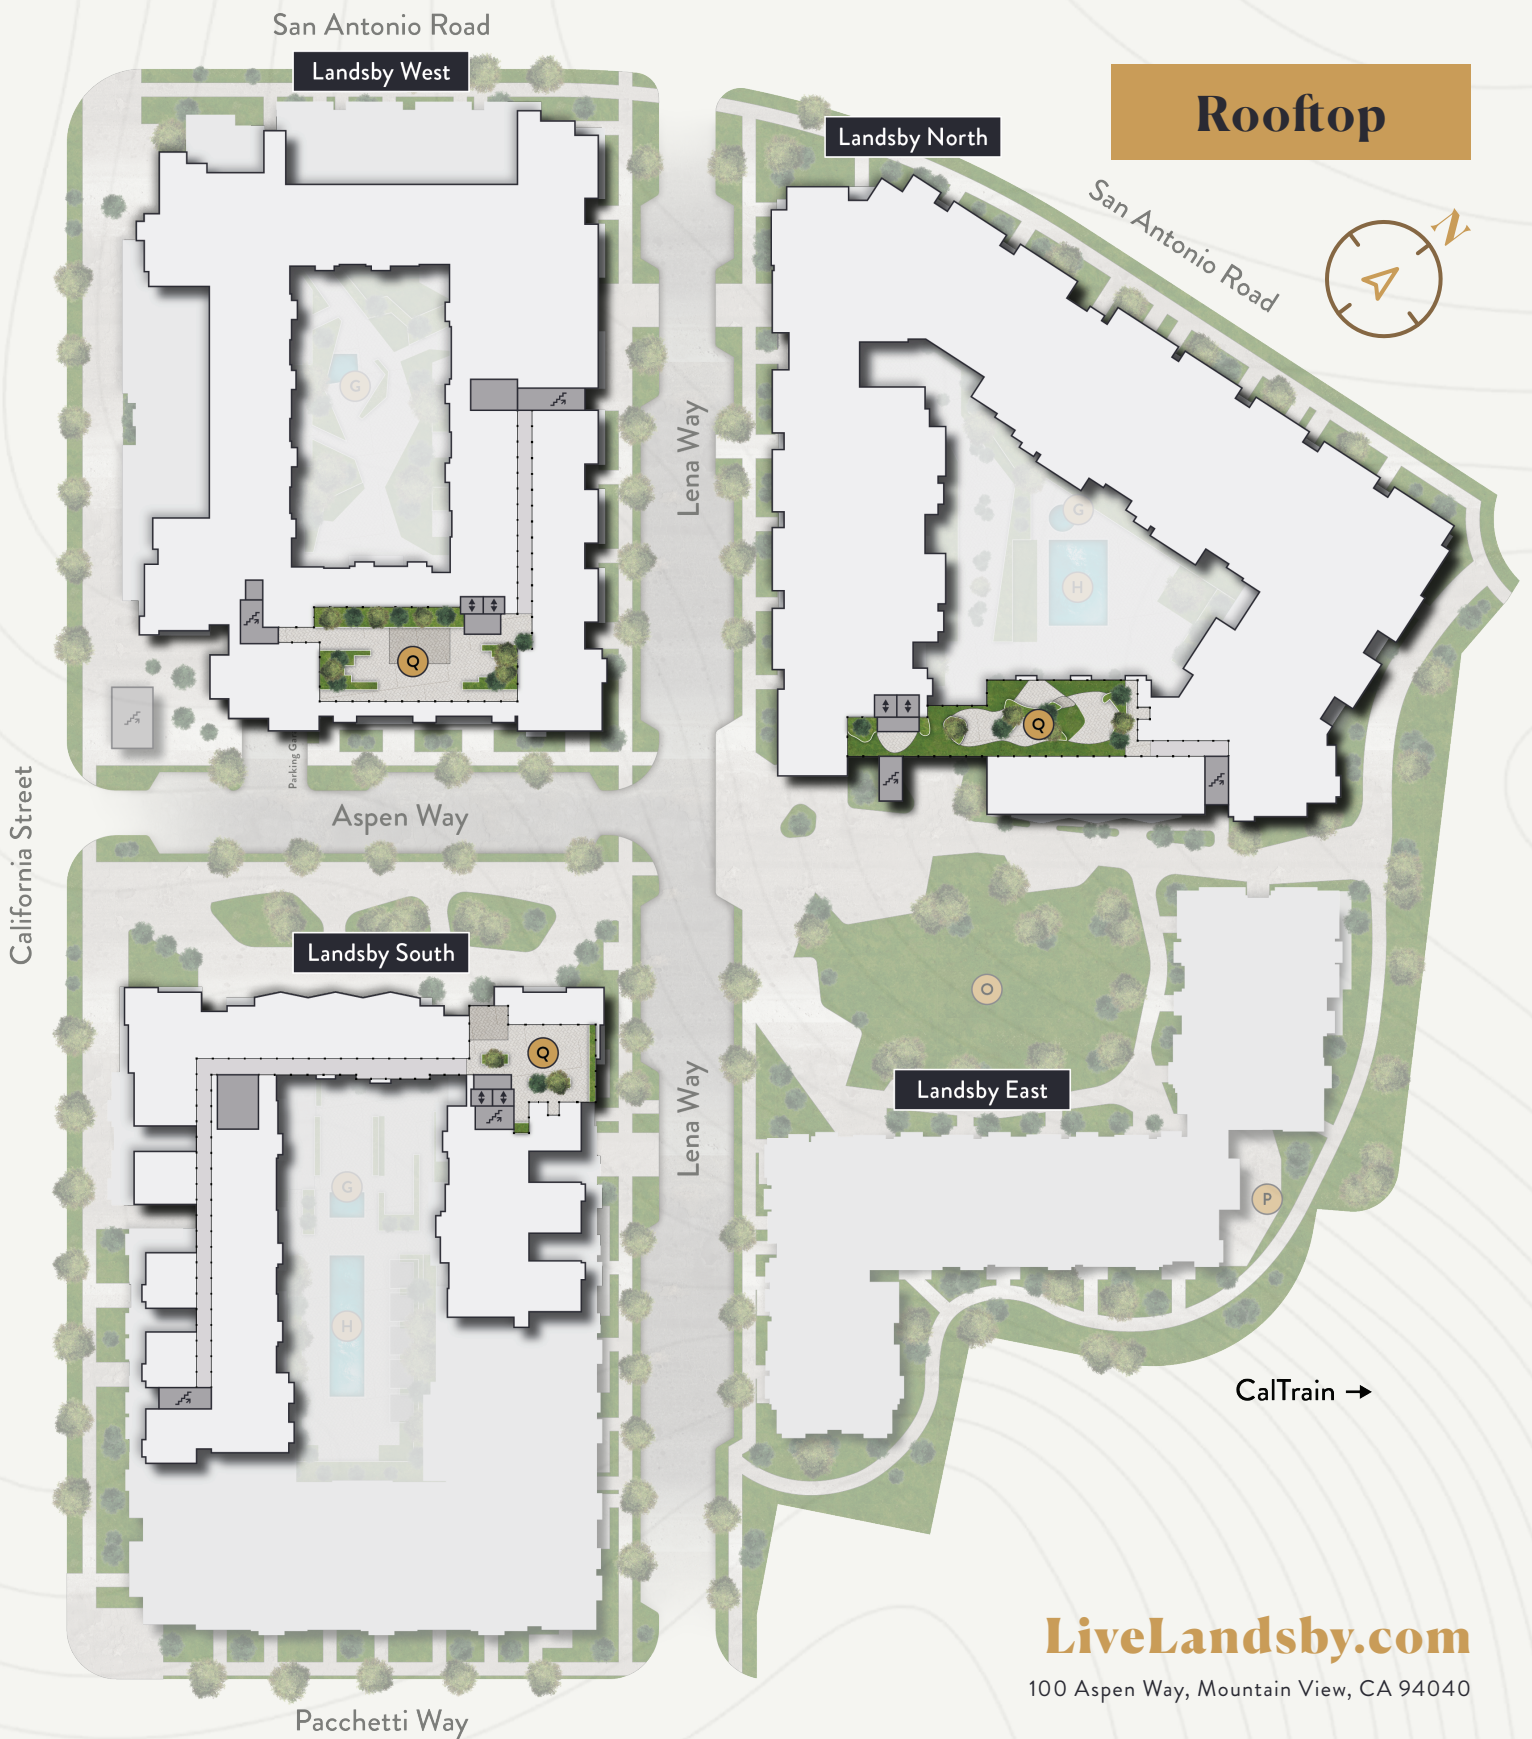 San Antonio Road
Landsby West
Rooftop
Landsby North
San Antonio Road
N
G
Lena Way
G
H
Q
Q
Parking
Aspen Way
California Street
Landsby South
O
Q
Lena Way
Landsby East
G
P
H
CalTrain
LiveLandsby.com
100 Aspen Way, Mountain View, CA 94040
Pacchetti Way